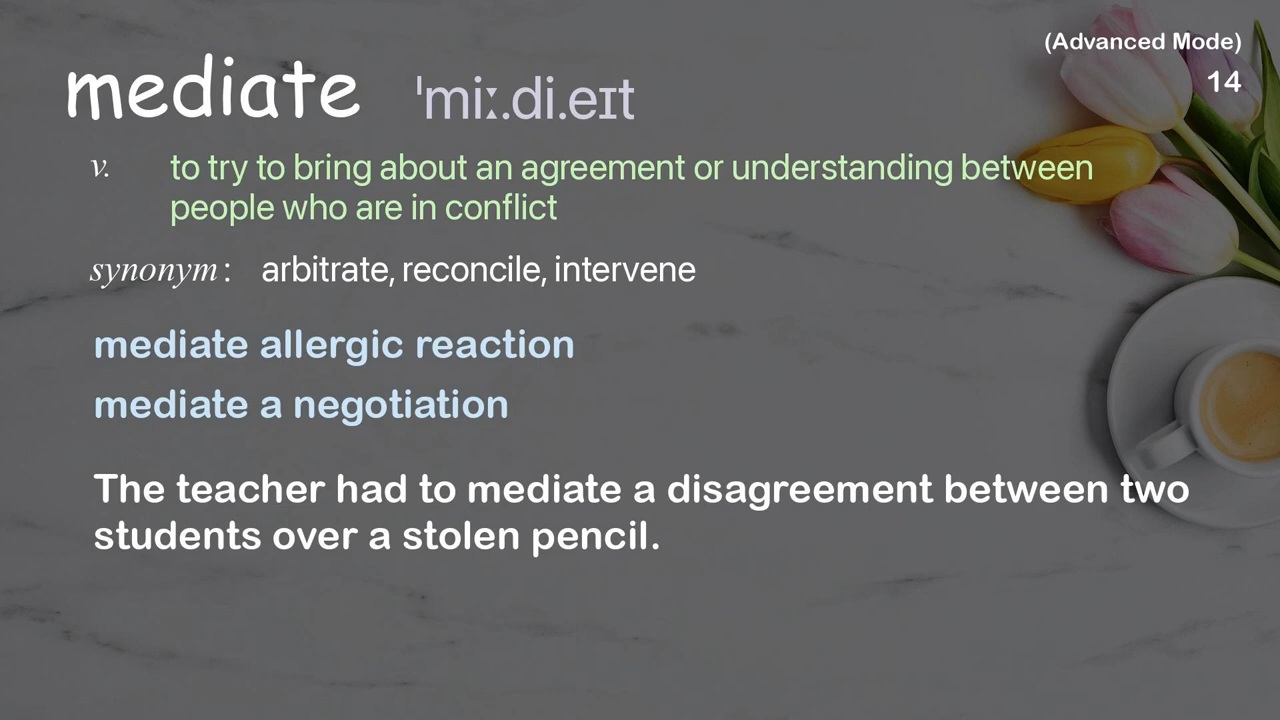 (Advanced Mode)
14
mediate ˈmiː.di.eɪt
v. to try to bring about an agreement or understanding between
people who are in conflict
synonym : arbitrate, reconcile, intervene
mediate allergic reaction
mediate a negotiation
The teacher had to mediate a disagreement between two
students over a stolen pencil.